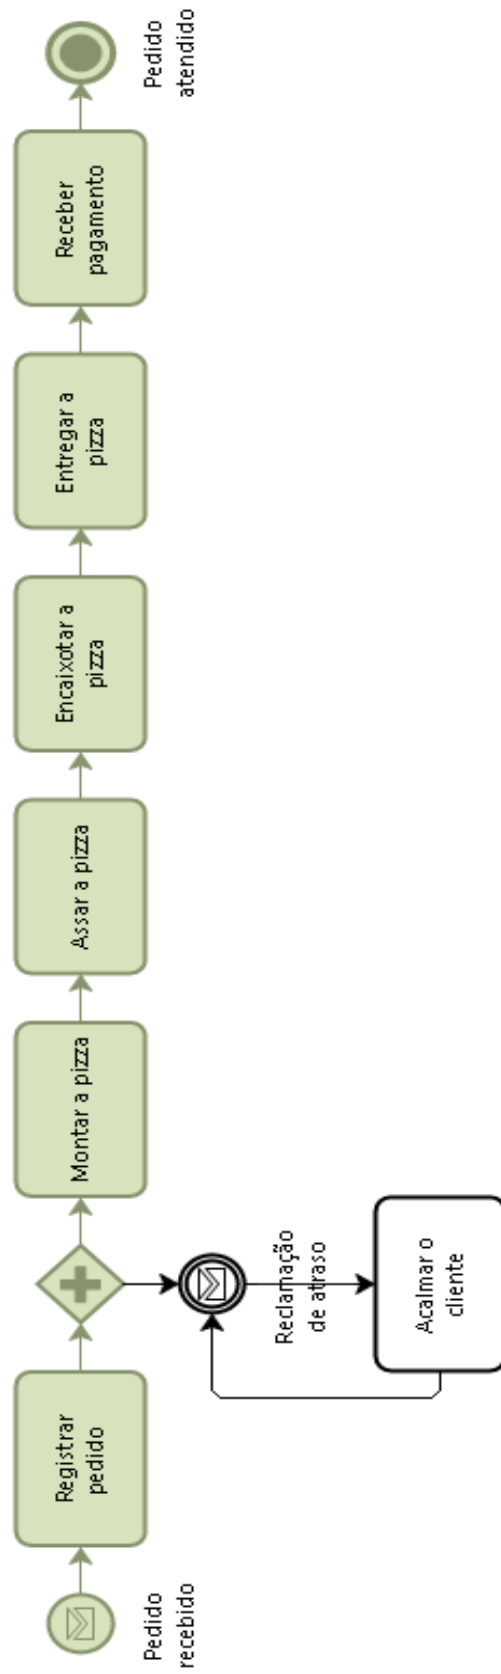 Pedido
recebido
Registrar
pedido
Reclamação
de atraso
Acalmar o
cliente
Montar a pizza
Assar a pizza
Encaixotar a
pizza
Entregar a
pizza
Receber
pagamento
Pedido
atendido